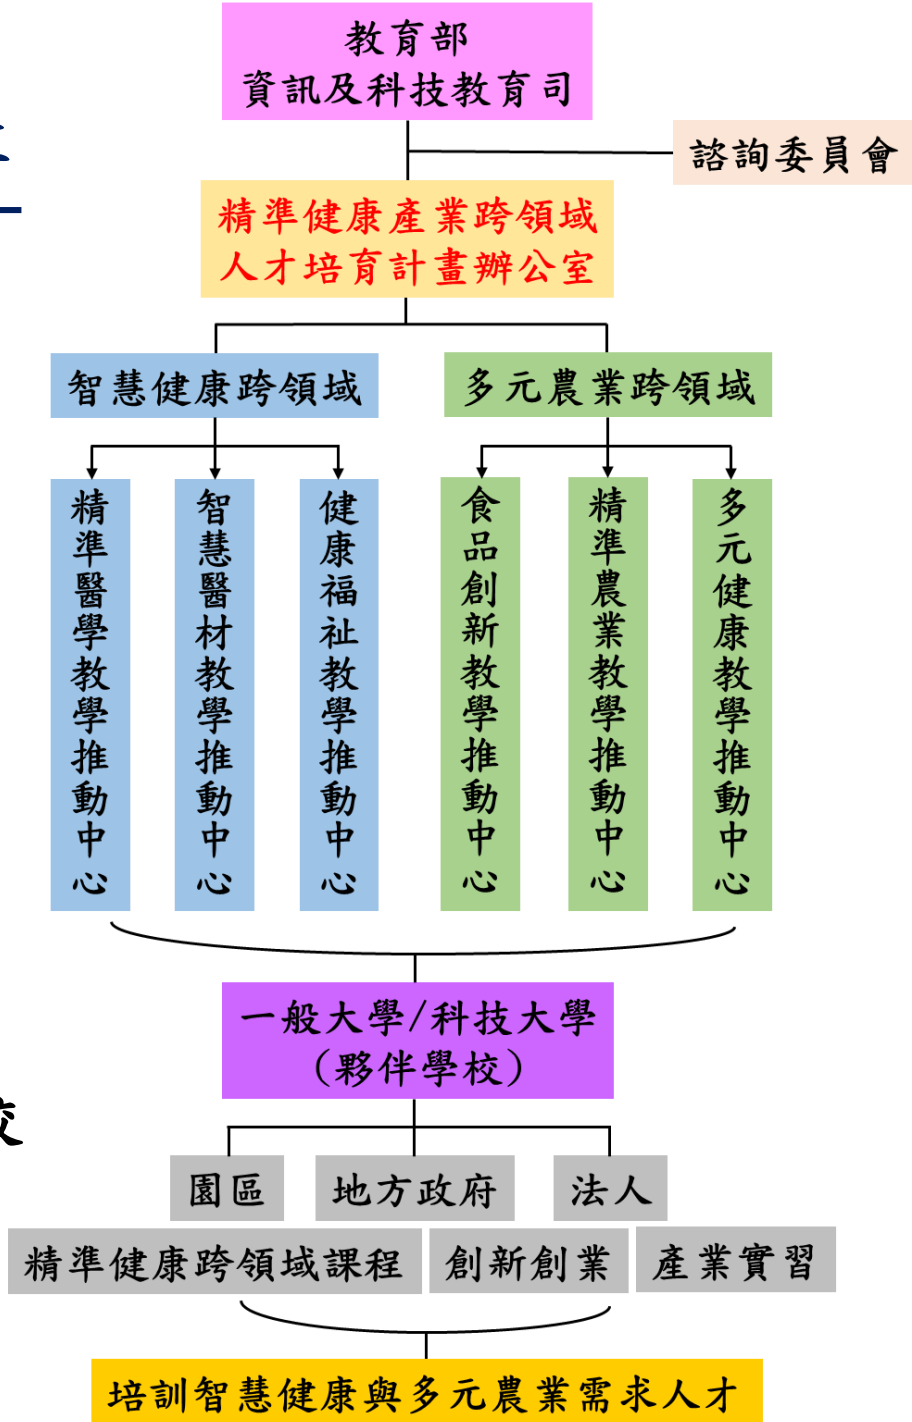 教育部
資訊及科技教育司
諮詢委員會
精準健康產業跨領域
人才培育計畫辦公室
智慧健康跨領域
多元農業跨領域
精準醫學教學推動中心
智慧醫材教學推動中心
健康福祉教學推動中心
食品創新教學推動中心
精準農業教學推動中心
多元健康教學推動中心
一般大學/科技大學
(夥伴學校)
校
園區
地方政府
法人
精準健康跨領域課程
創新創業
產業實習
培訓智慧健康與多元農業需求人才